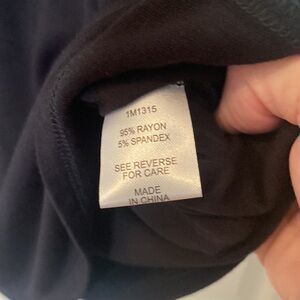 1M1315
95% RAYON
5% SPANDEX
SEE REVERSE
FOR CARE
MADE
IN CHINA